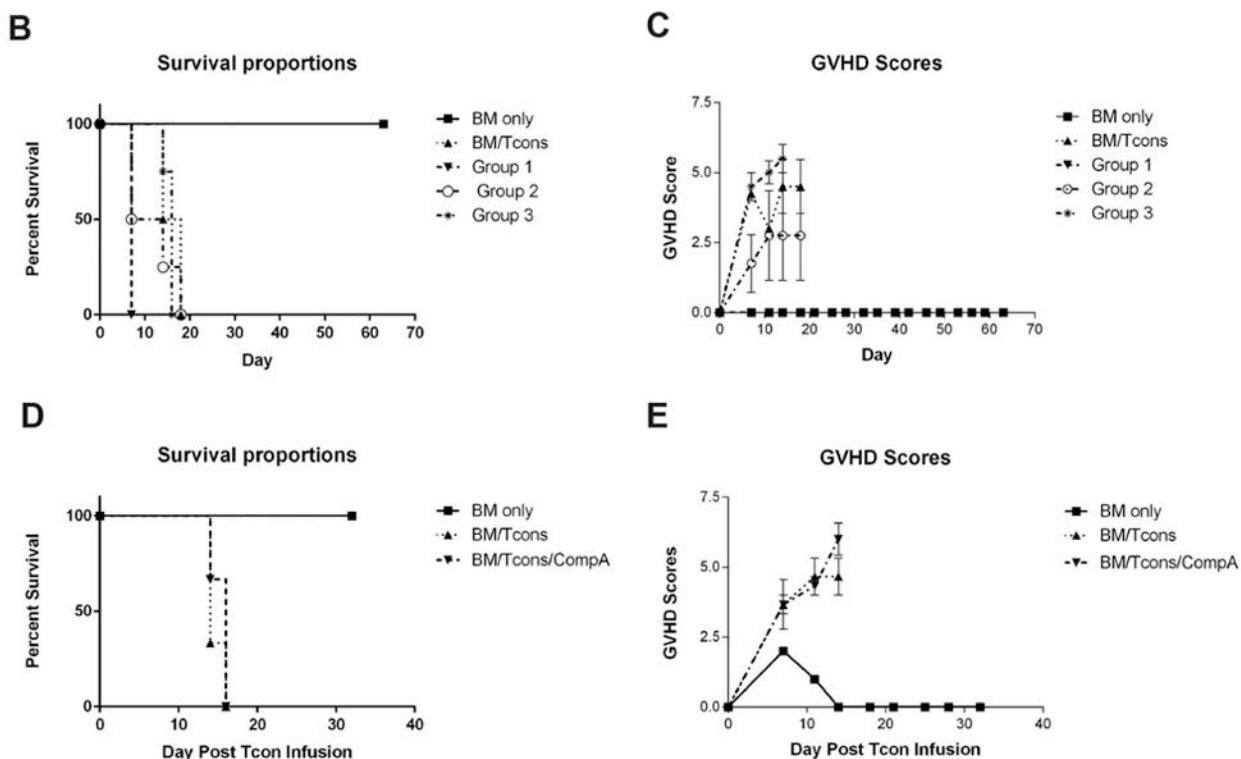 B
Survival proportions
Percent Survival
100
50
0
0 10 20 30 40 50 60 70
Day
BM only
BM/Tcons
Group 1
Group 2
Group 3
C
GVHD Scores
GVHD Score
7.5
5.0
2.5
0.0
0 10 20 30 40 50 60 70
Day
BM only
BM/Tcons
Group 1
Group 2
Group 3
D
Survival proportions
Percent Survival
100
50
0
0 10 20 30 40
Day Post Tcon Infusion
BM only
BM/Tcons
BM/Tcons/CompA
E
GVHD Scores
GVHD Scores
7.5
5.0
2.5
0.0
0 10 20 30 40
Day Post Tcon Infusion
BM only
BM/Tcons
BM/Tcons/CompA